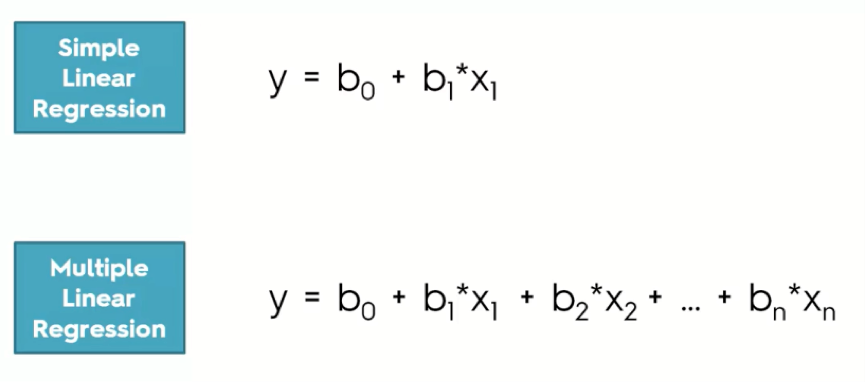 Simple
Linear
Regression
y = b₀ + b₁*x₁
Multiple
Linear
Regression
y = b₀ + b₁*x₁ + b₂*x₂ + ... + bₙ*xₙ